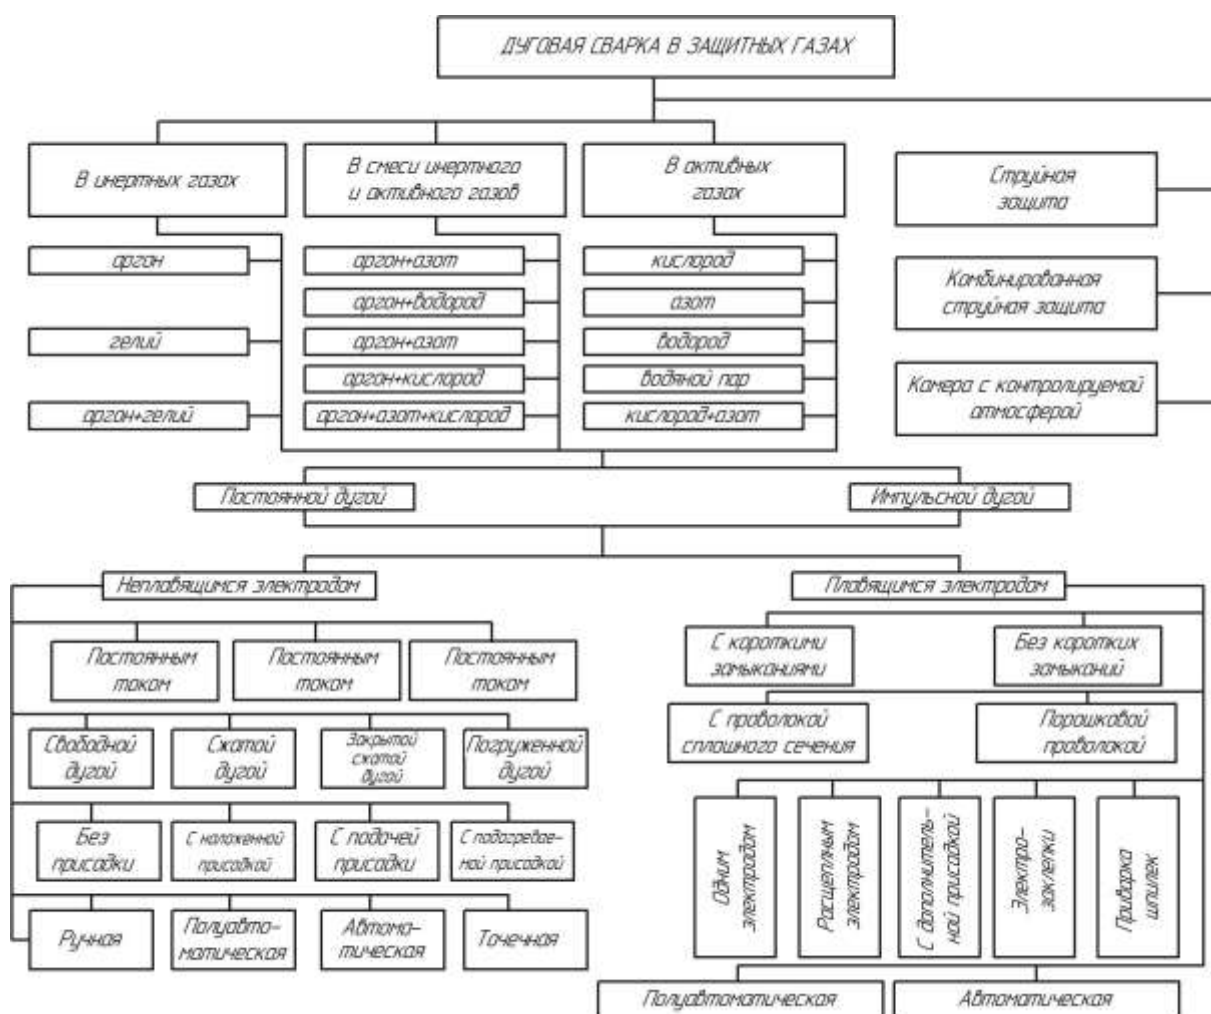 ДУГОВАЯ СВАРКА В ЗАЩИТНЫХ ГАЗАХ
В инертных газах
В смеси инертного
и активного газов
В активных
газах
Струйная
защита
аргон
аргон+азот
кислород
Комбинированная
струйная защита
аргон+водород
азот
гелий
аргон+азот
водород
аргон+кислород
водяной пар
Камера с контролируемой
атмосферой
аргон+гелий
аргон+азот+кислород
кислород+азот
Постоянной дугой
Импульсной дугой
Неплавящимся электродом
Плавящимся электродом
Постоянным
током
Постоянным
током
Постоянным
током
С короткими
замыканиями
Без коротких
замыканий
Свободной
дугой
Сжатой
дугой
Закрытой
сжатой
дугой
Погруженной
дугой
С проволокой
сплошного сечения
Порошковой
проволокой
Без
присадки
С наложенной
присадкой
С подачей
присадки
С подогревае-
мой присадкой
Одним
электродом
Расщеплным
электродом
С дополнитель-
ной присадкой
Электро-
заклепки
Приварка
шпилек
Ручная
Полуавто-
матическая
Автома-
тическая
Точечная
Полуавтоматическая
Автоматическая